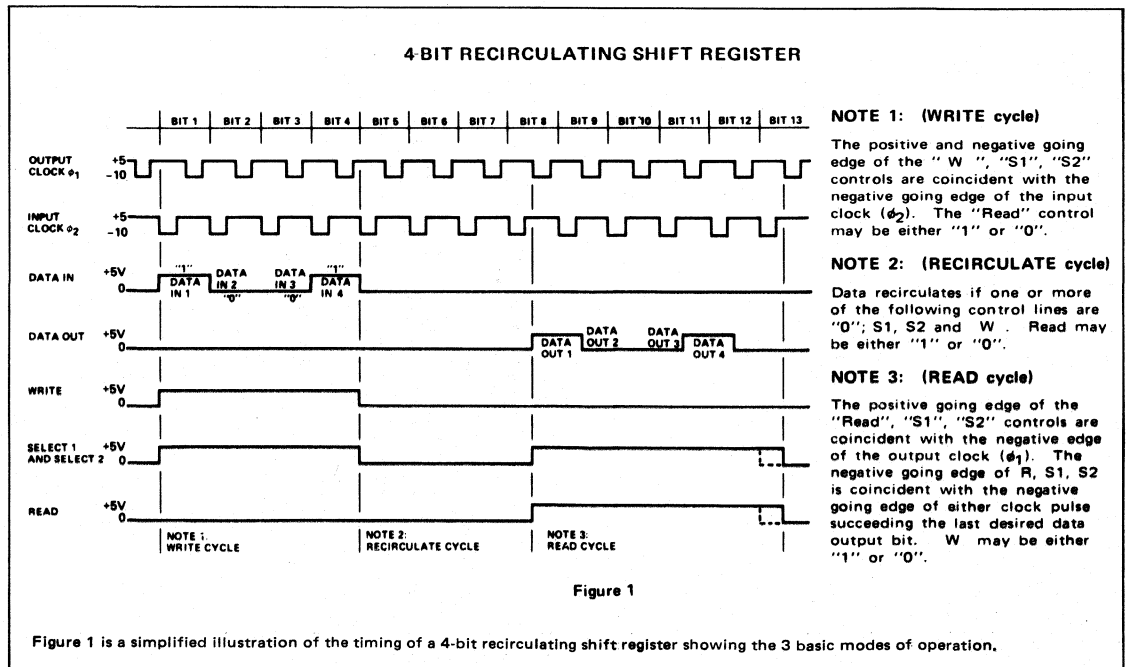 4-BIT RECIRCULATING SHIFT REGISTER
BIT 1 BIT 2 BIT 3 BIT 4 BIT 5 BIT 6 BIT 7 BIT 8 BIT 9 BIT 10 BIT 11 BIT 12 BIT 13
OUTPUT +5
CLOCK ϕ1 -10
INPUT +5
CLOCK ϕ2 -10
DATA IN +5V
0
"1"
DATA
IN 1
DATA
IN 2
"0"
DATA
IN 3
"0"
"1"
DATA
IN 4
DATA OUT +5V
0
DATA
OUT 1
DATA
OUT 2
DATA
OUT 3
DATA
OUT 4
WRITE +5V
0
SELECT 1 +5V
AND SELECT 2 0
READ +5V
0
NOTE 1:
WRITE CYCLE
NOTE 2:
RECIRCULATE CYCLE
NOTE 3:
READ CYCLE
Figure 1
NOTE 1: (WRITE cycle)
The positive and negative going
edge of the " W ", "S1", "S2"
controls are coincident with the
negative going edge of the input
clock (ϕ2). The "Read" control
may be either "1" or "0".
NOTE 2: (RECIRCULATE cycle)
Data recirculates if one or more
of the following control lines are
"0"; S1, S2 and W . Read may
be either "1" or "0".
NOTE 3: (READ cycle)
The positive going edge of the
"Read", "S1", "S2" controls are
coincident with the negative edge
of the output clock (ϕ1). The
negative going edge of R, S1, S2
is coincident with the negative
going edge of either clock pulse
succeeding the last desired data
output bit. W may be either
"1" or "0".
Figure 1 is a simplified illustration of the timing of a 4-bit recirculating shift register showing the 3 basic modes of operation.